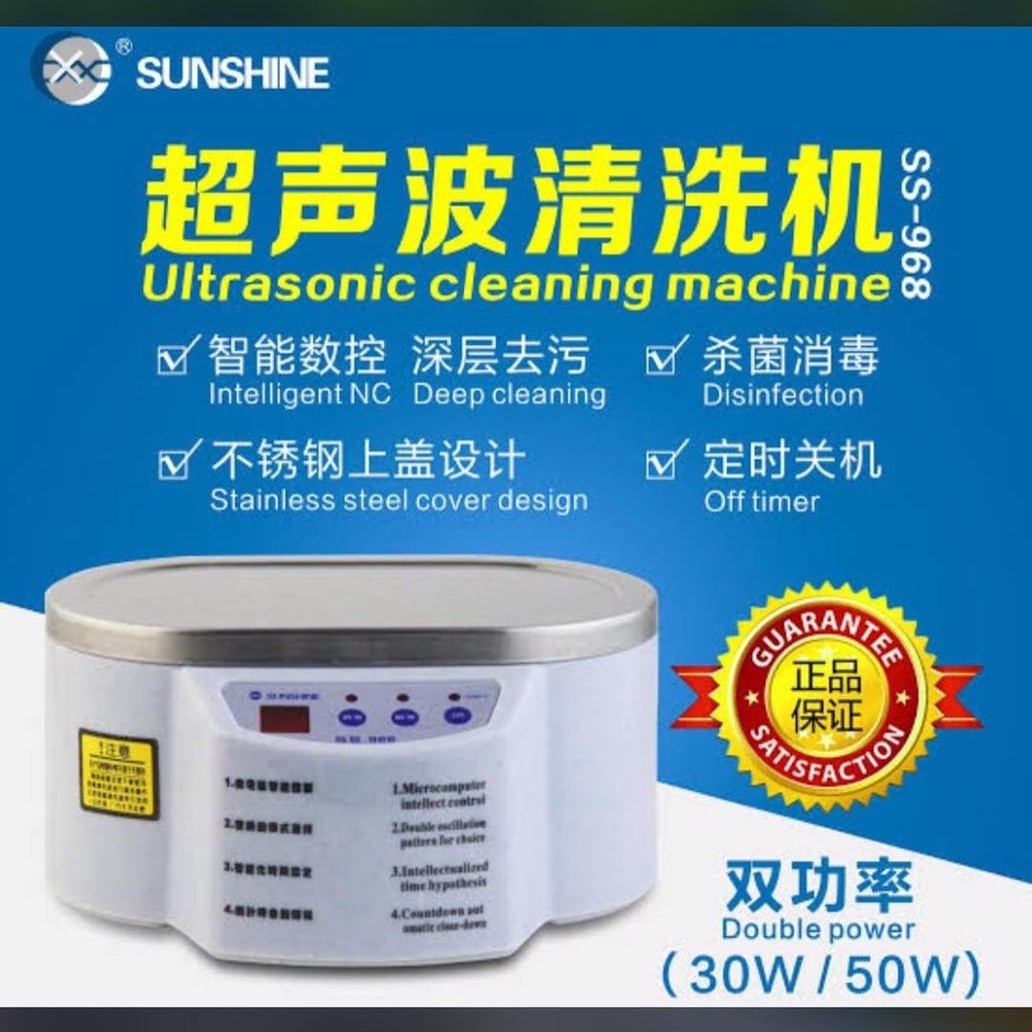 ® SUNSHINE
超声波清洗机
SS-968
Ultrasonic cleaning machine
智能数控 深层去污
Intelligent NC Deep cleaning
杀菌消毒
Disinfection
不锈钢上盖设计
Stainless steel cover design
定时关机
Off timer
SUNSHINE
注意
1.Microcomputer
intellect control
2.Double oscillation
pattern for choice
3.Intellectualized
time hypothesis
4.Countdown aut
omatic close-down
GUARANTEE
正品
保证
SATISFACTION
双功率
Double power
(30W/50W)